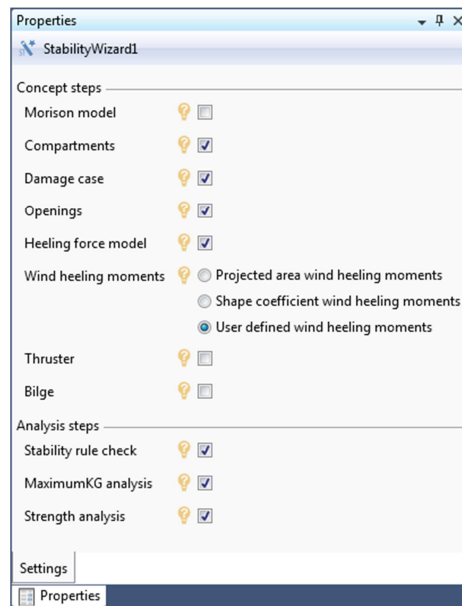 Properties
StabilityWizard1
Concept steps
Morison model
Compartments
Damage case
Openings
Heeling force model
Wind heeling moments Projected area wind heeling moments
Shape coefficient wind heeling moments
User defined wind heeling moments
Thruster
Bilge
Analysis steps
Stability rule check
MaximumKG analysis
Strength analysis
Settings
Properties